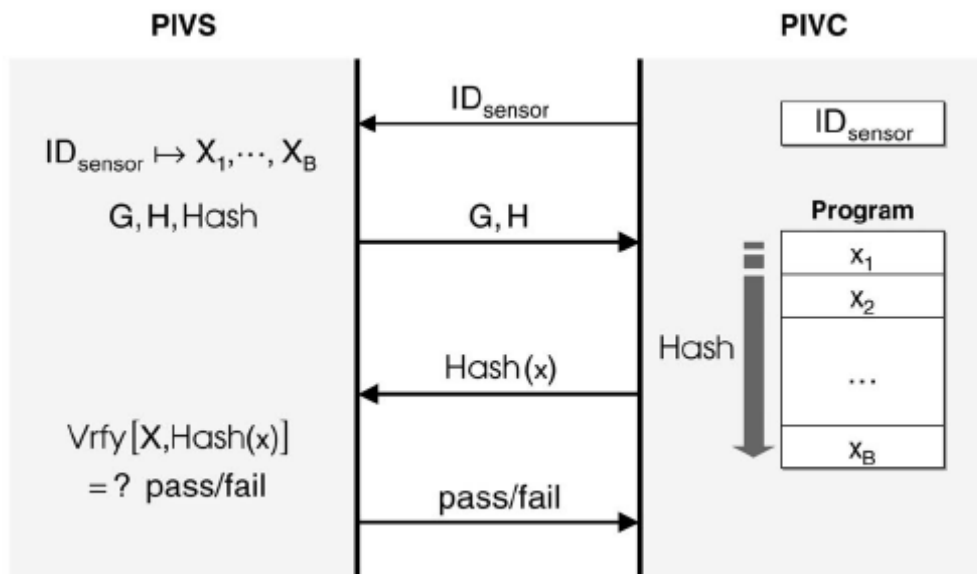 PIVS
PIVC
ID_sensor
ID_sensor
ID_sensor ↦ X_1,⋯, X_B
G, H, Hash
G, H
Program
x_1
x_2
Hash
...
Hash(x)
Vrfy[X,Hash(x)]
x_B
= ? pass/fail
pass/fail